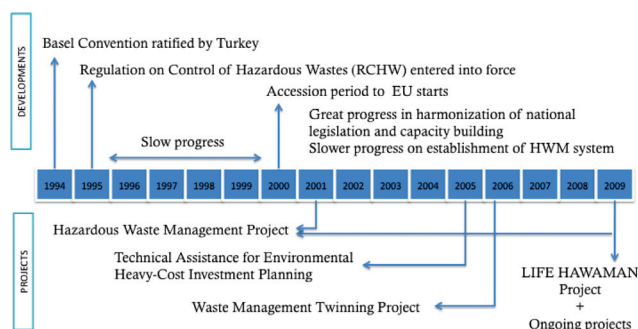 DEVELOPMENTS
Basel Convention ratified by Turkey
Regulation on Control of Hazardous Wastes (RCHW) entered into force
Accession period to EU starts
Great progress in harmonization of national
legislation and capacity building
Slower progress on establishment of HWM system
Slow progress
1994 1995 1996 1997 1998 1999 2000 2001 2002 2003 2004 2005 2006 2007 2008 2009
PROJECTS
Hazardous Waste Management Project
Technical Assistance for Environmental
Heavy-Cost Investment Planning
Waste Management Twinning Project
LIFE HAWAMAN
Project
+
Ongoing projects